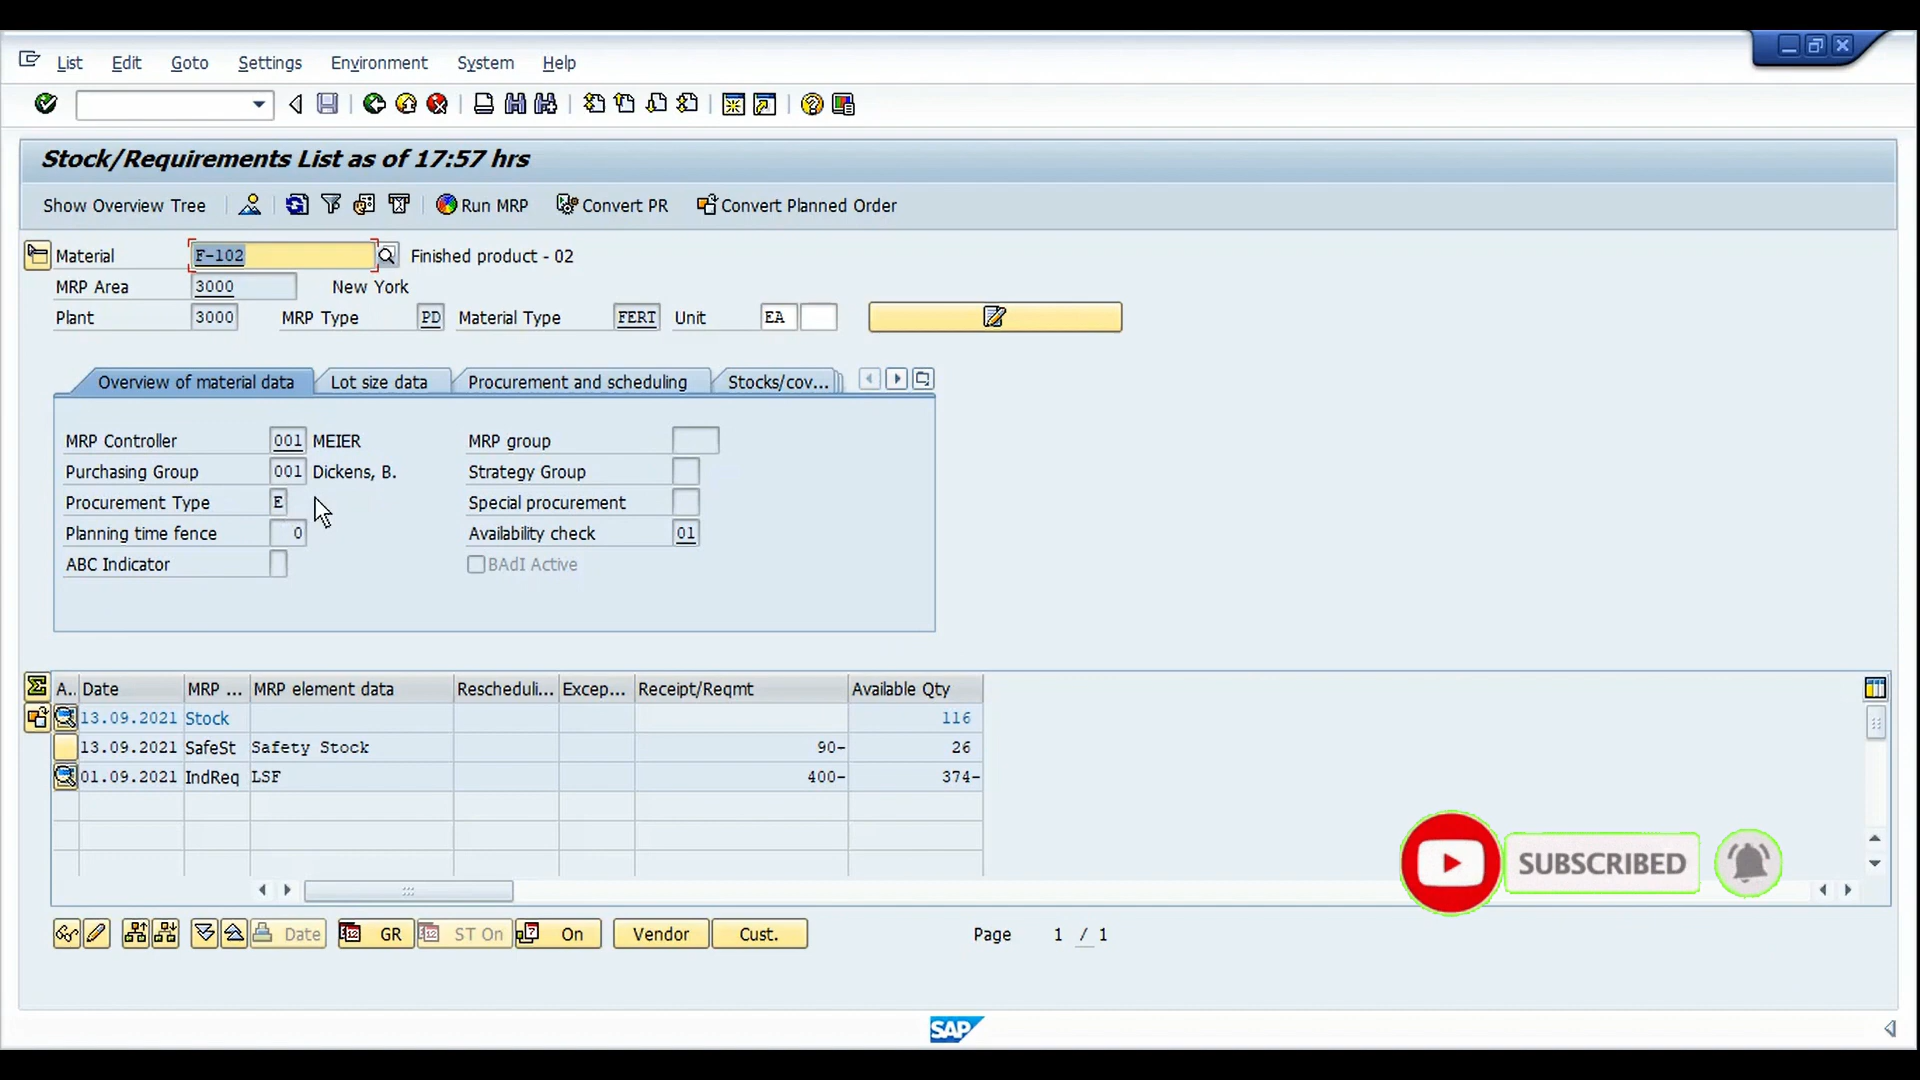 List Edit Goto Settings Environment System Help
Stock/Requirements List as of 17:57 hrs
Show Overview Tree Run MRP Convert PR Convert Planned Order
Material F-102 Finished product - 02
MRP Area 3000 New York
Plant 3000 MRP Type PD Material Type FERT Unit EA
Overview of material data Lot size data Procurement and scheduling Stocks/cov...
MRP Controller 001 MEIER MRP group
Purchasing Group 001 Dickens, B. Strategy Group
Procurement Type E Special procurement
Planning time fence 0 Availability check 01
ABC Indicator BAdI Active
A.. Date MRP ... MRP element data Rescheduli... Excep... Receipt/Reqmt Available Qty
13.09.2021 Stock 116
13.09.2021 SafeSt Safety Stock 90- 26
01.09.2021 IndReq LSF 400- 374-
SUBSCRIBED
Date GR ST On On Vendor Cust. Page 1 / 1
SAP